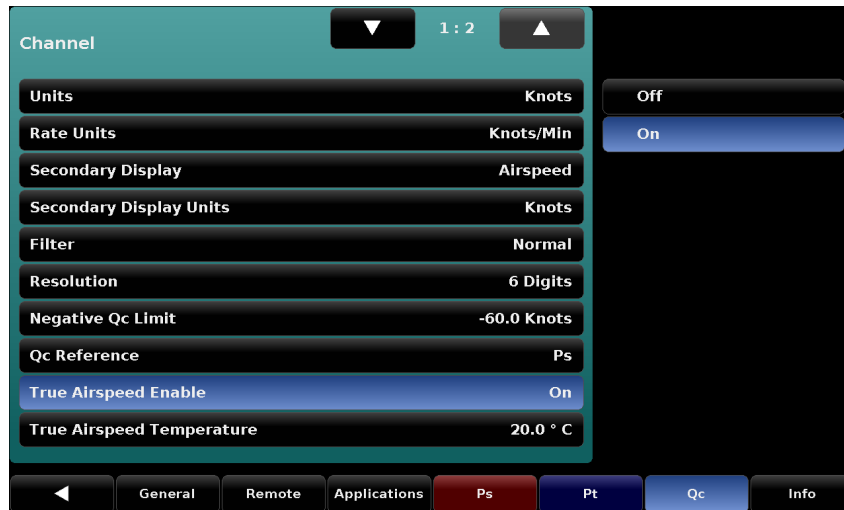 Channel
1 : 2
Units Knots
Rate Units Knots/Min
Secondary Display Airspeed
Secondary Display Units Knots
Filter Normal
Resolution 6 Digits
Negative Qc Limit -60.0 Knots
Qc Reference Ps
True Airspeed Enable On
True Airspeed Temperature 20.0 ° C
Off
On
General Remote Applications Ps Pt Qc Info